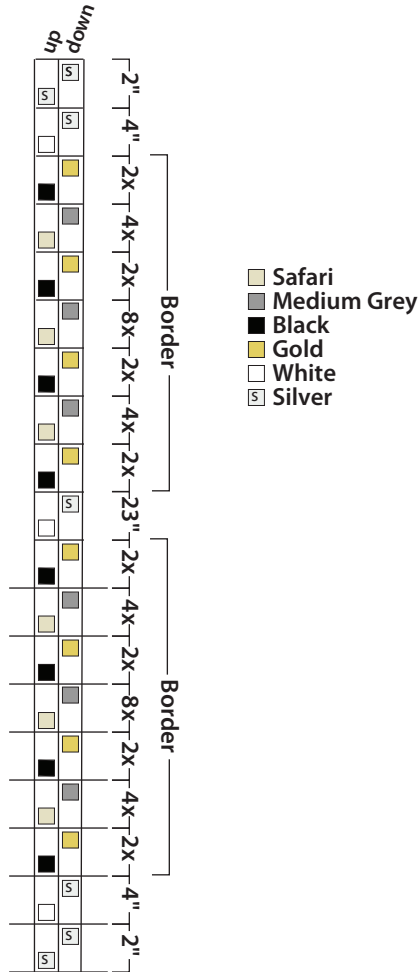 up
down
S
2"
S
S
4"
2x
4x
2x
8x
2x
4x
2x
Border
S
23"
2x
4x
2x
8x
2x
4x
2x
Border
S
4"
S
2"
S
Safari
Medium Grey
Black
Gold
White
S Silver